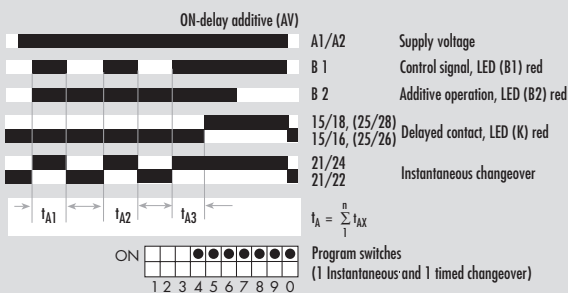 ON-delay additive (AV)
A1/A2 Supply voltage
B 1 Control signal, LED (B1) red
B 2 Additive operation, LED (B2) red
15/18, (25/28)
15/16, (25/26) Delayed contact, LED (K) red
21/24
21/22 Instantaneous changeover
tA1 tA2 tA3 tA = n ∑ 1 tAX
ON Program switches
(1 Instantaneous and 1 timed changeover)
1 2 3 4 5 6 7 8 9 0